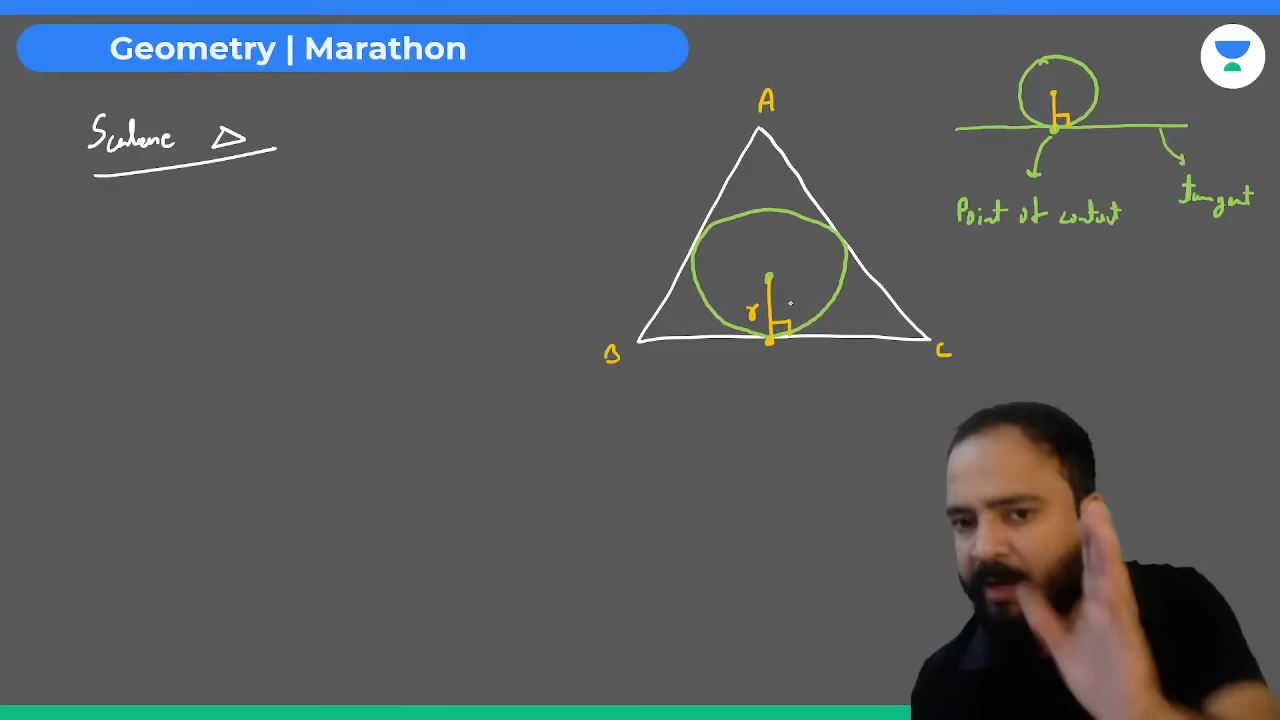 Geometry | Marathon
Scalene
A
tangent
Point of contact
r
B
C